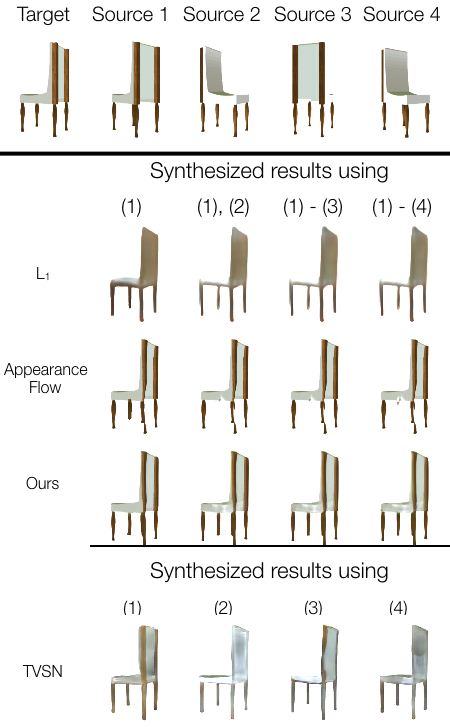 Target Source 1 Source 2 Source 3 Source 4
Synthesized results using
(1) (1), (2) (1) - (3) (1) - (4)
L₁
Appearance
Flow
Ours
Synthesized results using
(1) (2) (3) (4)
TVSN